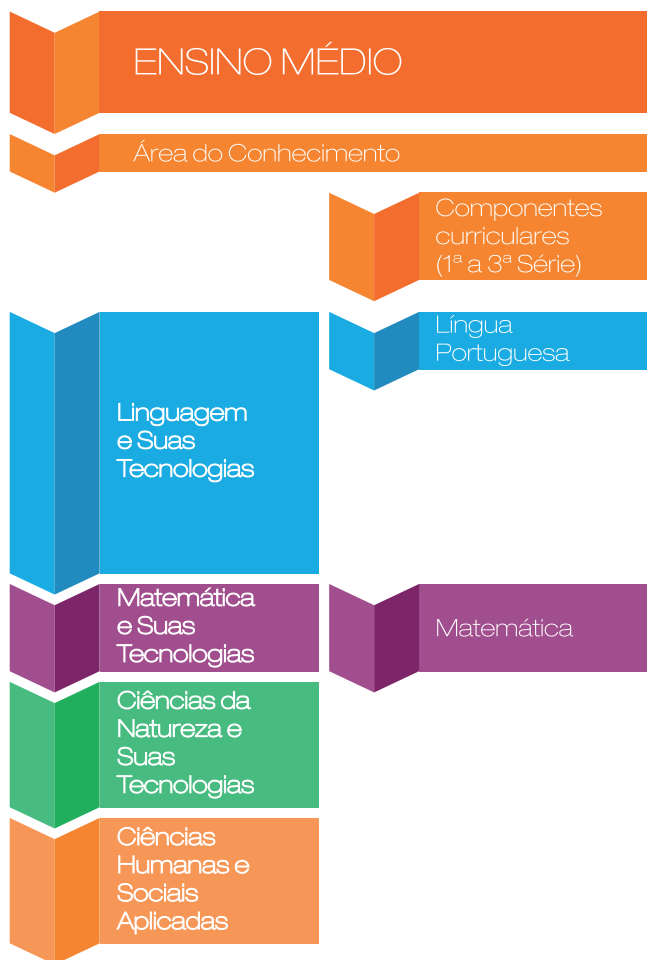 ENSINO MÉDIO
Área do Conhecimento
Componentes
curriculares
(1ª a 3ª Série)
Linguagem
e Suas
Tecnologias
Língua
Portuguesa
Matemática
e Suas
Tecnologias
Matemática
Ciências da
Natureza e
Suas
Tecnologias
Ciências
Humanas e
Sociais
Aplicadas